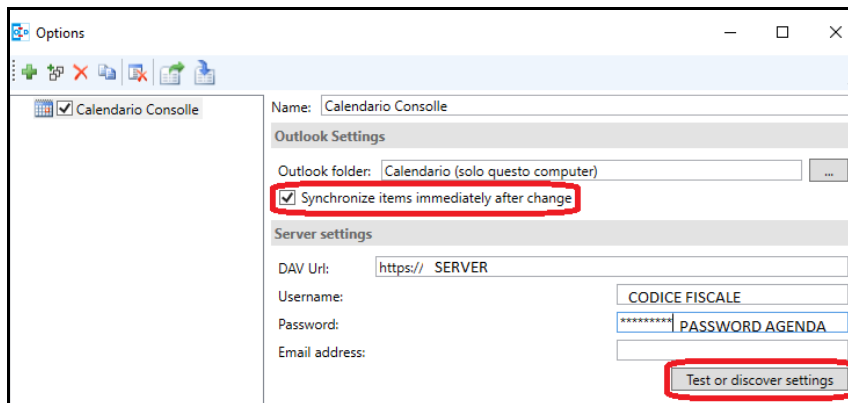 Options
Calendario Consolle
Name: Calendario Consolle
Outlook Settings
Outlook folder: Calendario (solo questo computer) ...
Synchronize items immediately after change
Server settings
DAV Url: https:// SERVER
Username: CODICE FISCALE
Password: ********* PASSWORD AGENDA
Email address:
Test or discover settings